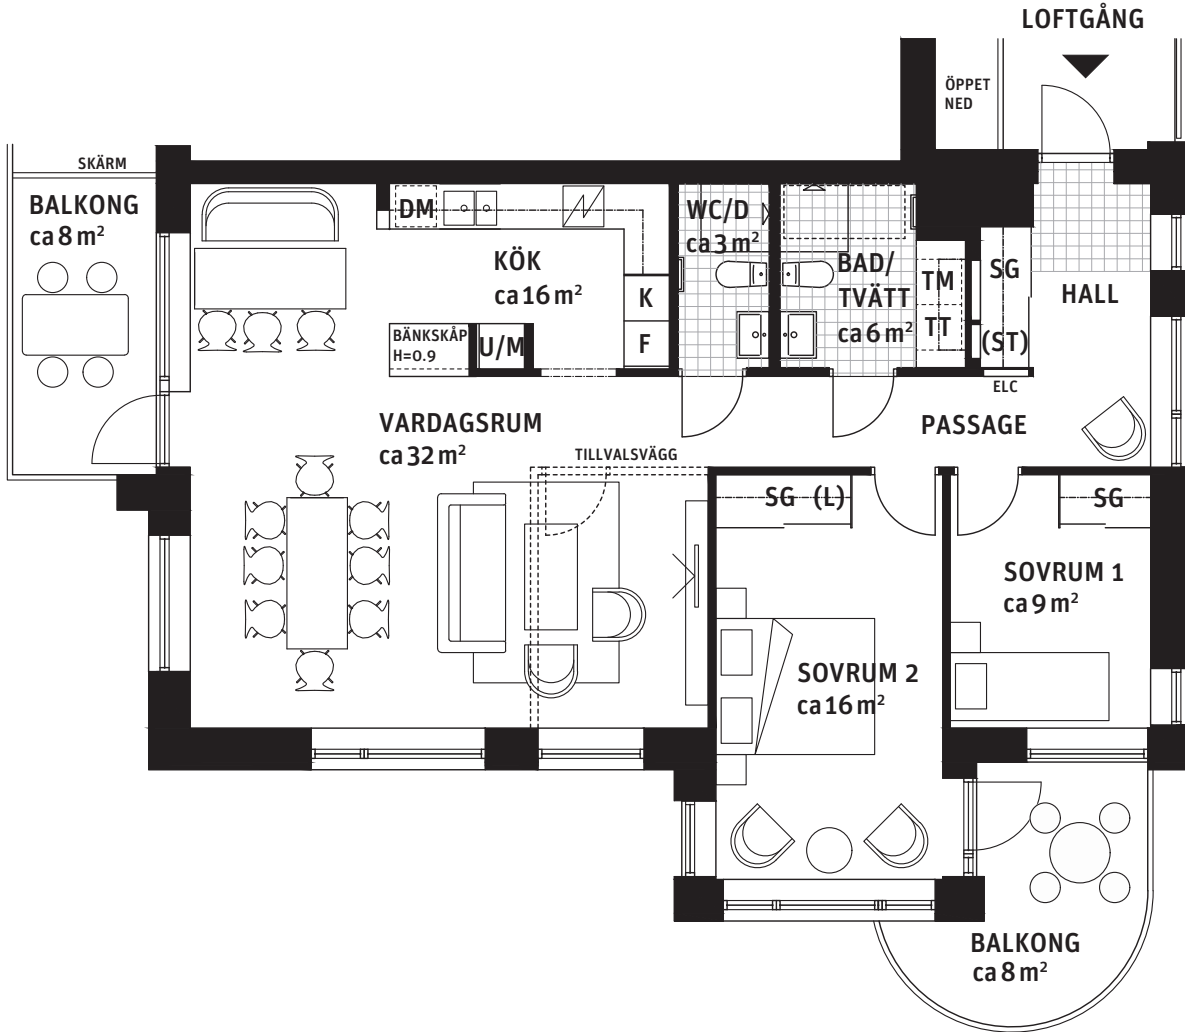 LOFTGÅNG
ÖPPET
NED
SKÄRM
BALKONG
ca 8 m²
DM
WC/D
ca 3 m²
KÖK
ca 16 m²
BAD/
TVÄTT
ca 6 m²
TM
TT
SG
(ST)
HALL
K
F
BÄNKSKÅP
H=0.9
U/M
ELC
VARDAGSRUM
ca 32 m²
TILLVALSVÄGG
PASSAGE
SG (L)
SG
SOVRUM 1
ca 9 m²
SOVRUM 2
ca 16 m²
BALKONG
ca 8 m²